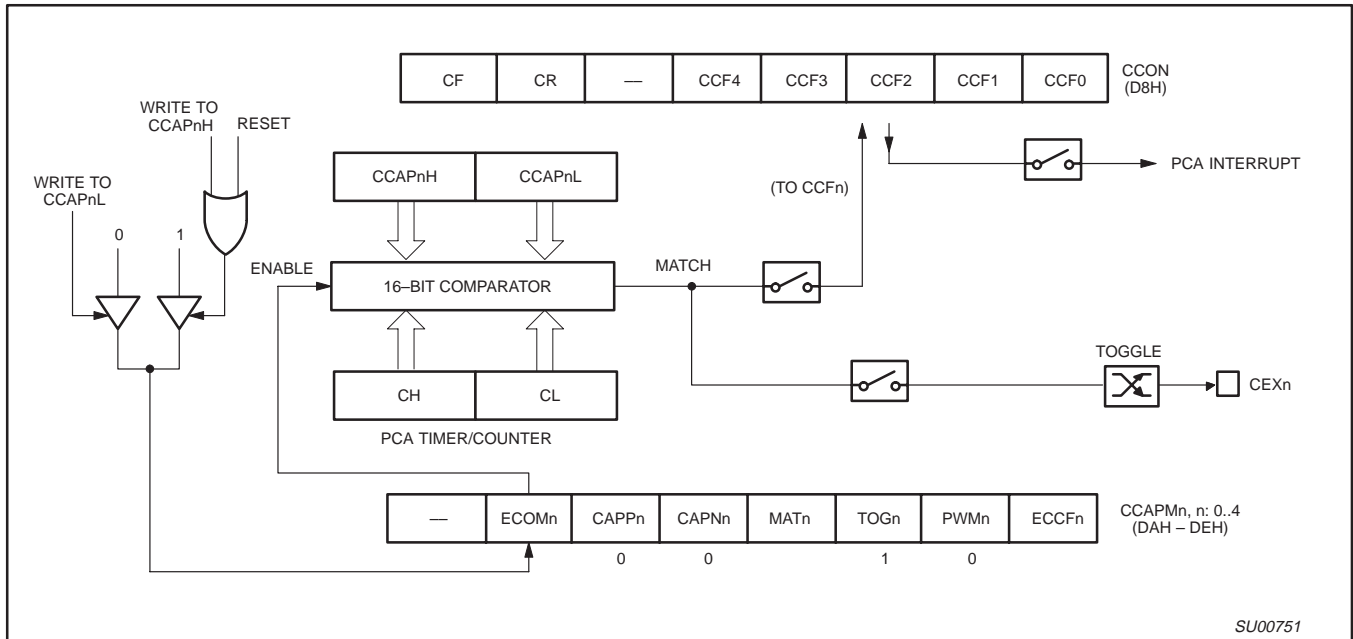 CF CR — CCF4 CCF3 CCF2 CCF1 CCF0
CCON
(D8H)
WRITE TO
CCAPnH
RESET
PCA INTERRUPT
CCAPnH CCAPnL
(TO CCFn)
WRITE TO
CCAPnL
0 1
ENABLE
MATCH
16–BIT COMPARATOR
TOGGLE
CH CL
CEXn
PCA TIMER/COUNTER
— ECOMn CAPPn CAPNn MATn TOGn PWMn ECCFn
CCAPMn, n: 0..4
(DAH – DEH)
0 0 1 0
SU00751